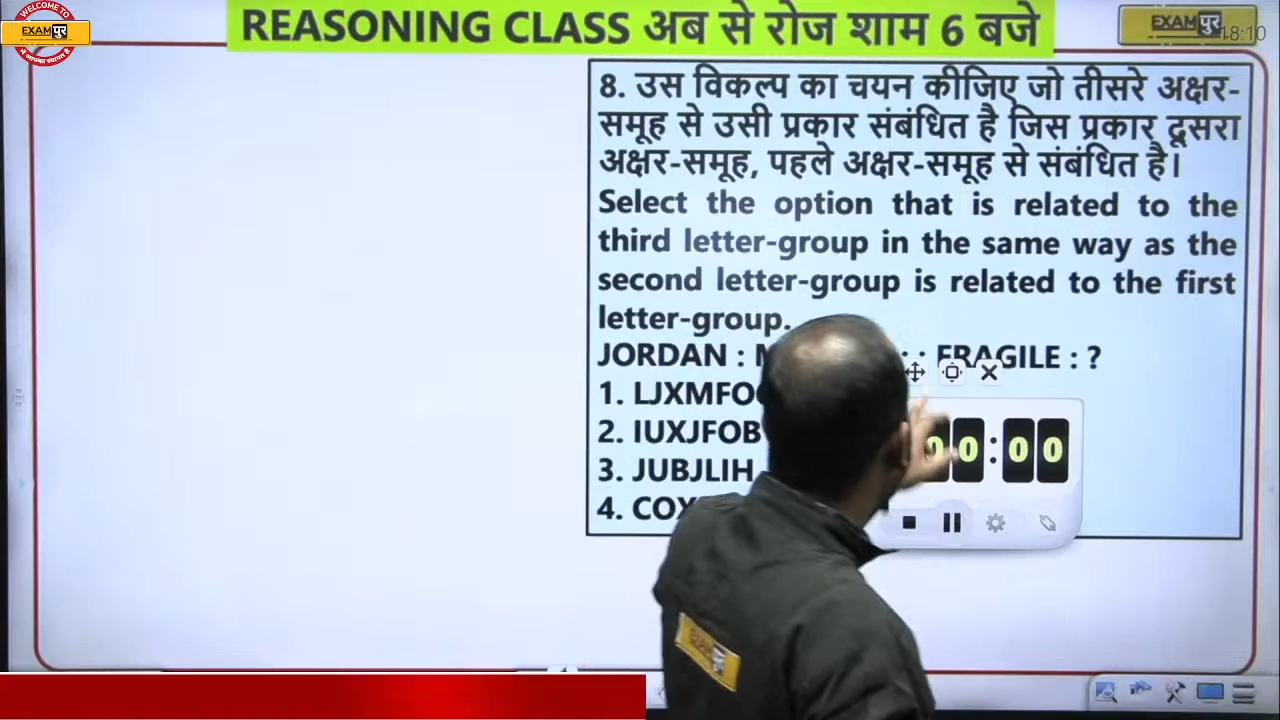 WELCOME TO
EXAMपुर
REASONING CLASS अब से रोज शाम 6 बजे
EXAMपुर
18:10
8. उस विकल्प का चयन कीजिए जो तीसरे अक्षर-
समूह से उसी प्रकार संबंधित है जिस प्रकार दूसरा
अक्षर-समूह, पहले अक्षर-समूह से संबंधित है।
Select the option that is related to the
third letter-group in the same way as the
second letter-group is related to the first
letter-group.
JORDAN : : FRAGILE : ?
1.
2. IUXJFOB
3. JUBJLIH
4.
00:00
EXAMपुर